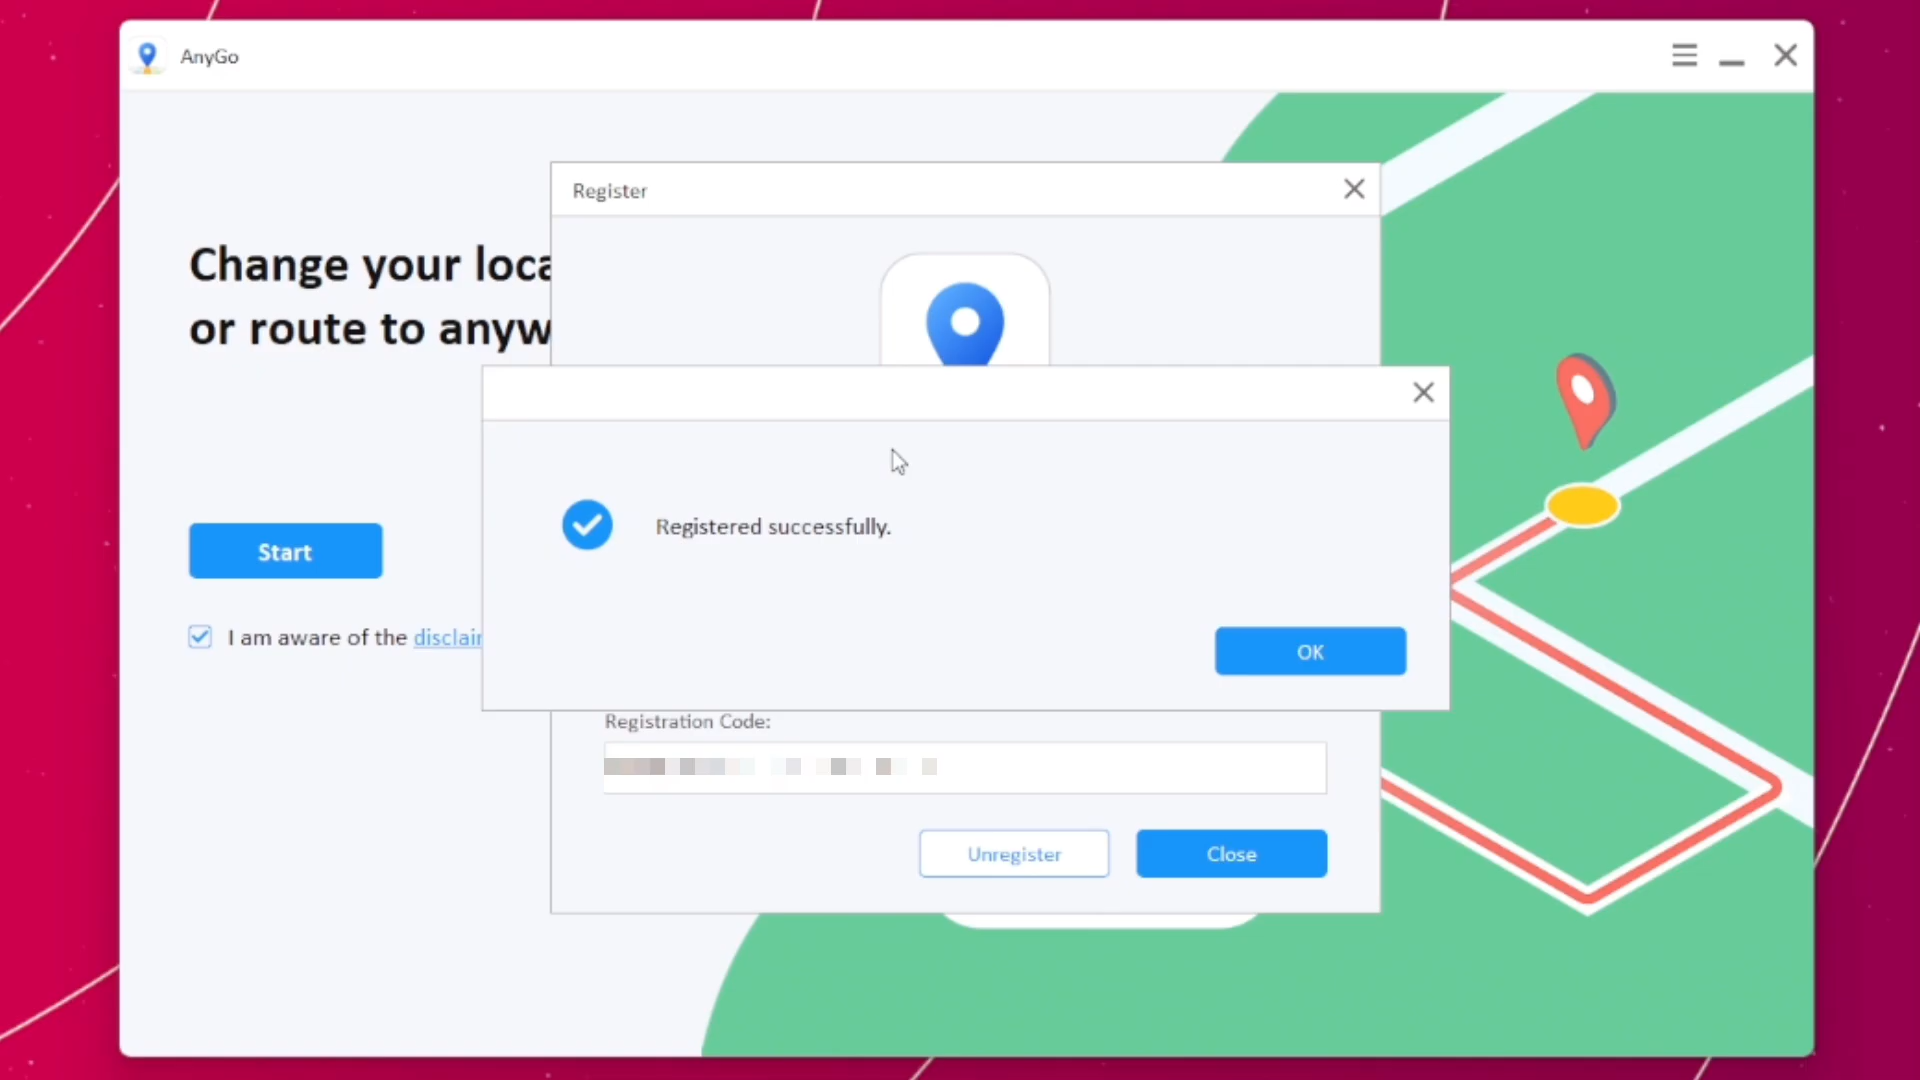 AnyGo
Register
Change your loca
or route to anyw
Registered successfully.
Start
OK
I am aware of the disclair
Registration Code:
Unregister
Close